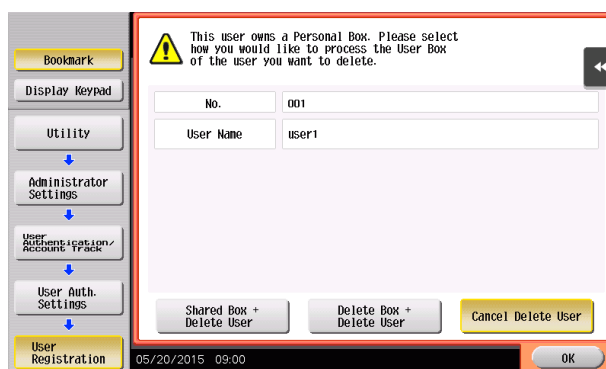 This user owns a Personal Box. Please select
how you would like to process the User Box
of the user you want to delete.
Bookmark
Display Keypad
Utility
Administrator
Settings
User
Authentication/
Account Track
User Auth.
Settings
User
Registration
No.
001
User Name
user1
Shared Box +
Delete User
Delete Box +
Delete User
Cancel Delete User
05/20/2015 09:00
OK